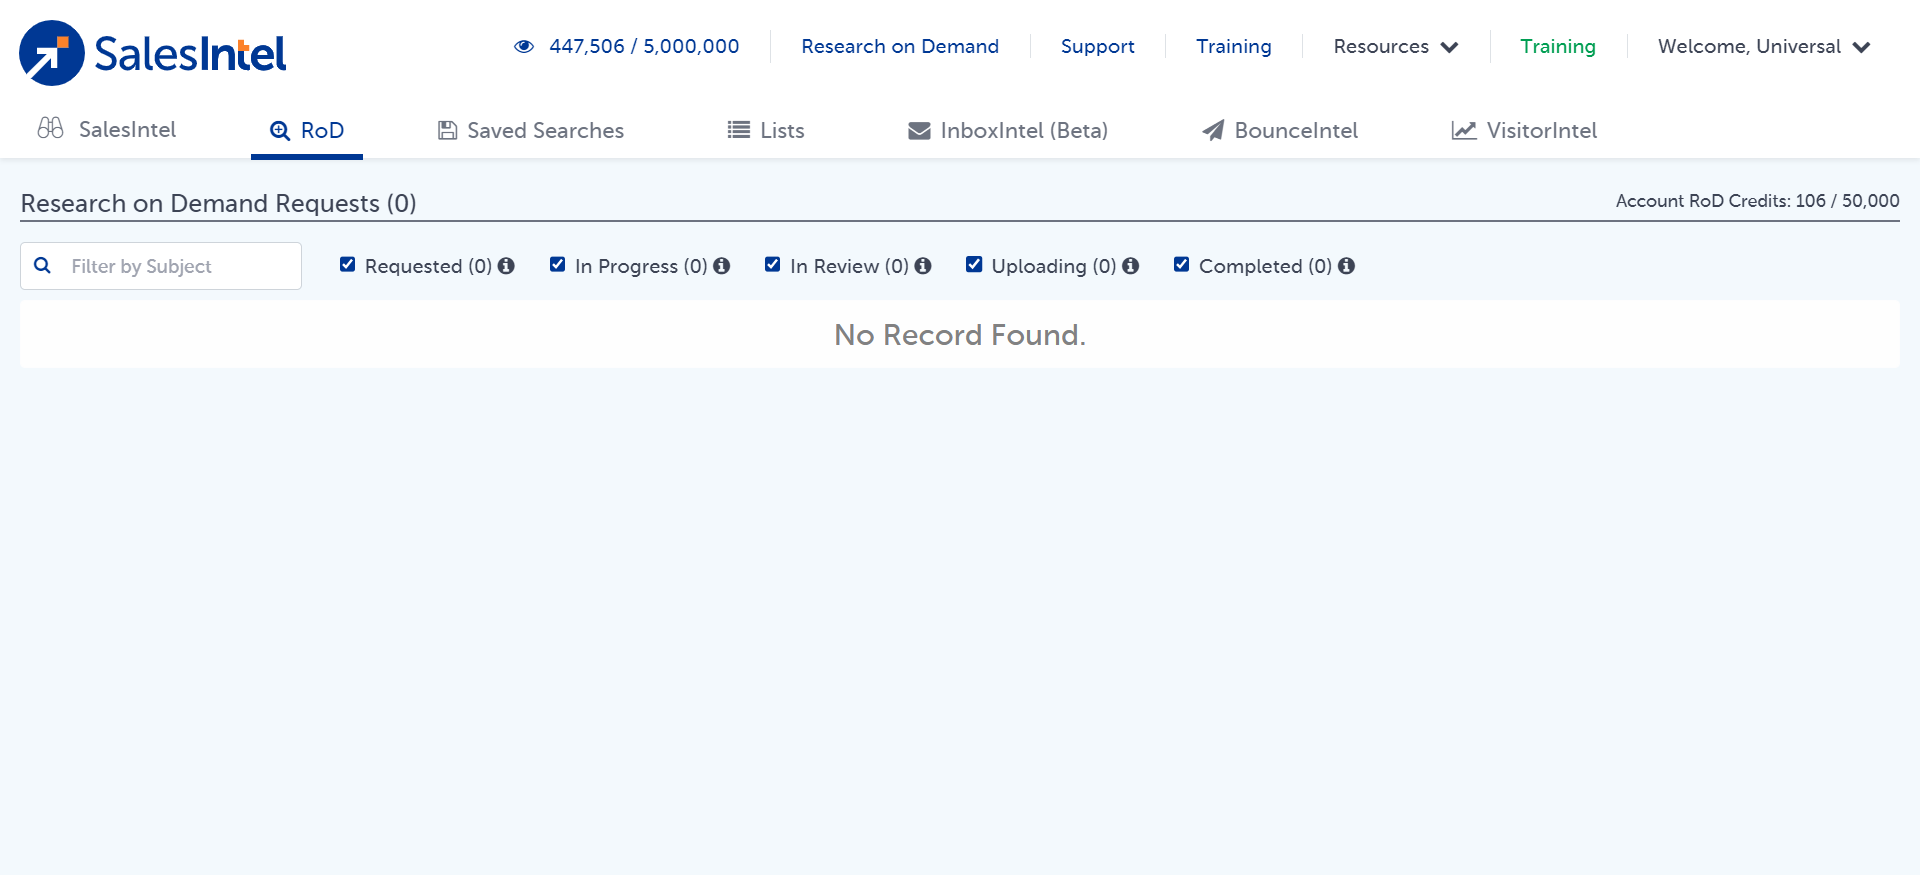 SalesIntel
447,506 / 5,000,000
Research on Demand
Support
Training
Resources
Training
Welcome, Universal
SalesIntel
RoD
Saved Searches
Lists
InboxIntel (Beta)
BounceIntel
VisitorIntel
Research on Demand Requests (0)
Account RoD Credits: 106 / 50,000
Filter by Subject
Requested (0)
In Progress (0)
In Review (0)
Uploading (0)
Completed (0)
No Record Found.